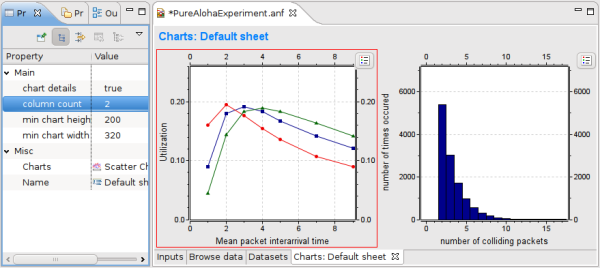 Pr
Pr
Ou
Property Value
Main
chart details true
column count 2
min chart heigh 200
min chart width 320
Misc
Charts Scatter Ch
Name Default sh
*PureAlohaExperiment.anf
Charts: Default sheet
0 2 4 6 8
0.20 0.20
0.10 0.10
0.0 0.0
Utilization
0 2 4 6 8
Mean packet interarrival time
0 5 10 15
6000 6000
4000 4000
2000 2000
0 0
number of times occured
0 5 10 15
number of colliding packets
Inputs Browse data Datasets Charts: Default sheet